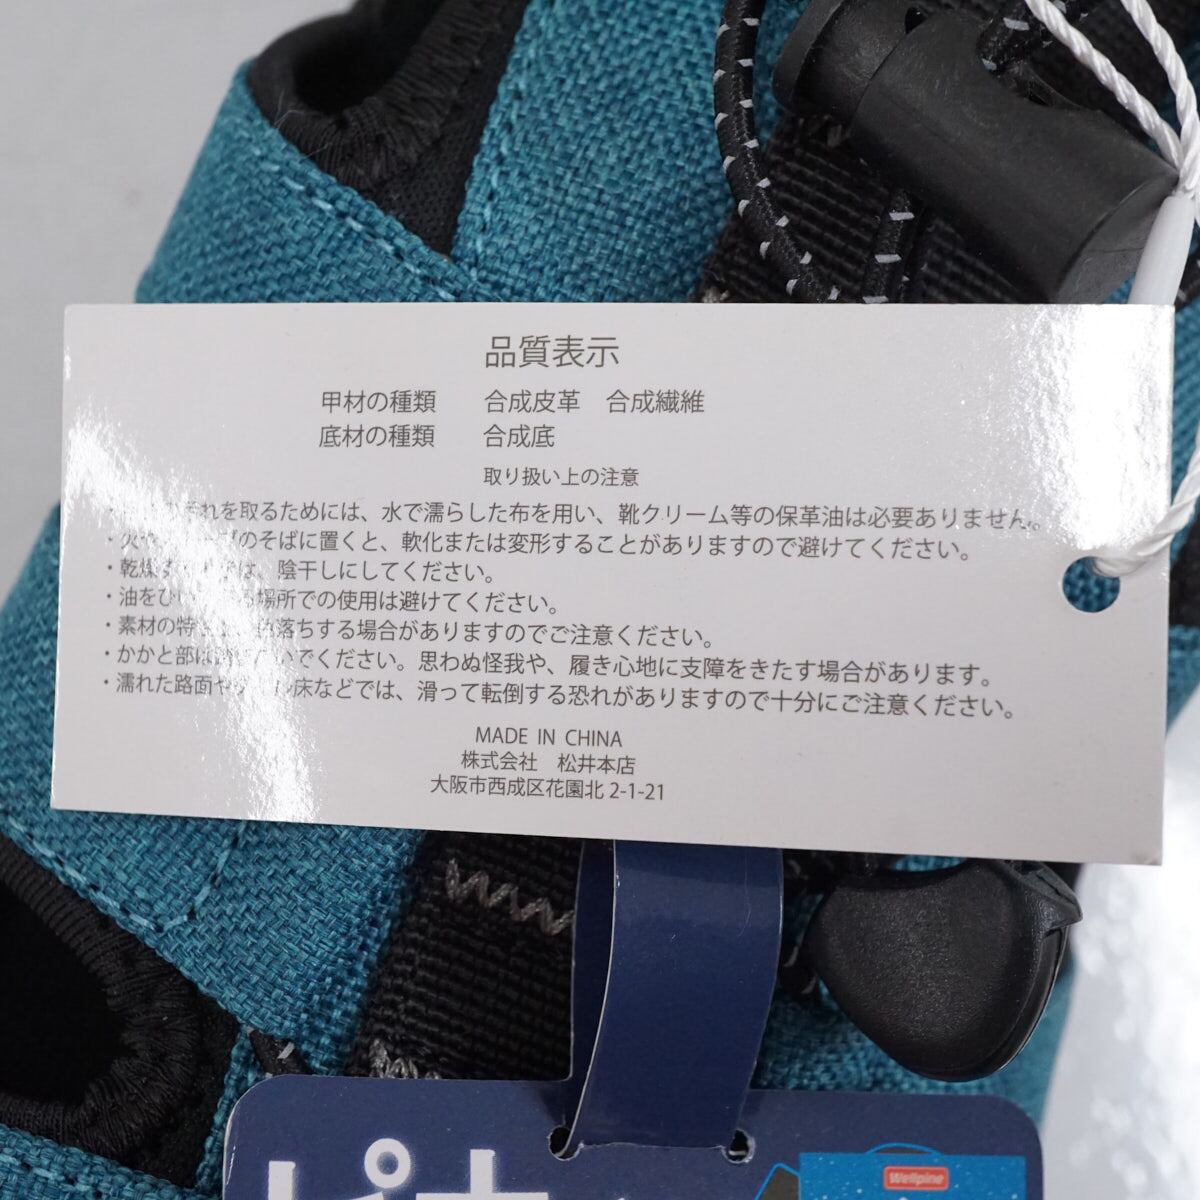 品質表示
甲材の種類　合成皮革　合成繊維
底材の種類　合成底
取り扱い上の注意
れを取るためには、水で濡らした布を用い、靴クリーム等の保革油は必要ありません。
のそばに置くと、軟化または変形することがありますので避けてください。
・乾燥す は、陰干しにしてください。
・油をひ 場所での使用は避けてください。
・素材の特 落ちする場合がありますのでご注意ください。
・かかと部は でください。思わぬ怪我や、履き心地に支障をきたす場合があります。
・濡れた路面や ル床などでは、滑って転倒する恐れがありますので十分にご注意ください。
MADE IN CHINA
株式会社　松井本店
大阪市西成区花園北 2-1-21
Wellpine